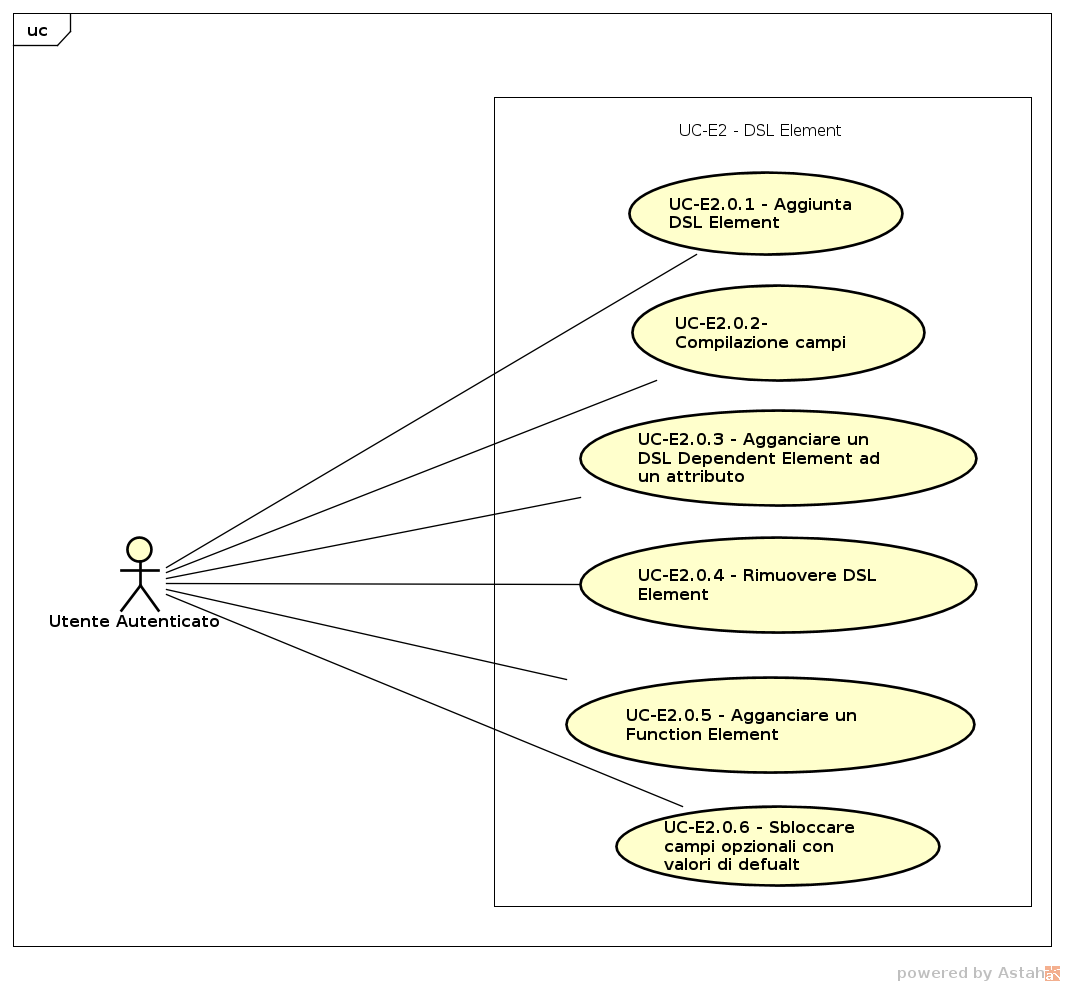 uc
UC-E2 - DSL Element
UC-E2.0.1 - Aggiunta
DSL Element
UC-E2.0.2-
Compilazione campi
UC-E2.0.3 - Agganciare un
DSL Dependent Element ad
un attributo
UC-E2.0.4 - Rimuovere DSL
Element
Utente Autenticato
UC-E2.0.5 - Agganciare un
Function Element
UC-E2.0.6 - Sbloccare
campi opzionali con
valori di defualt
powered by Astah